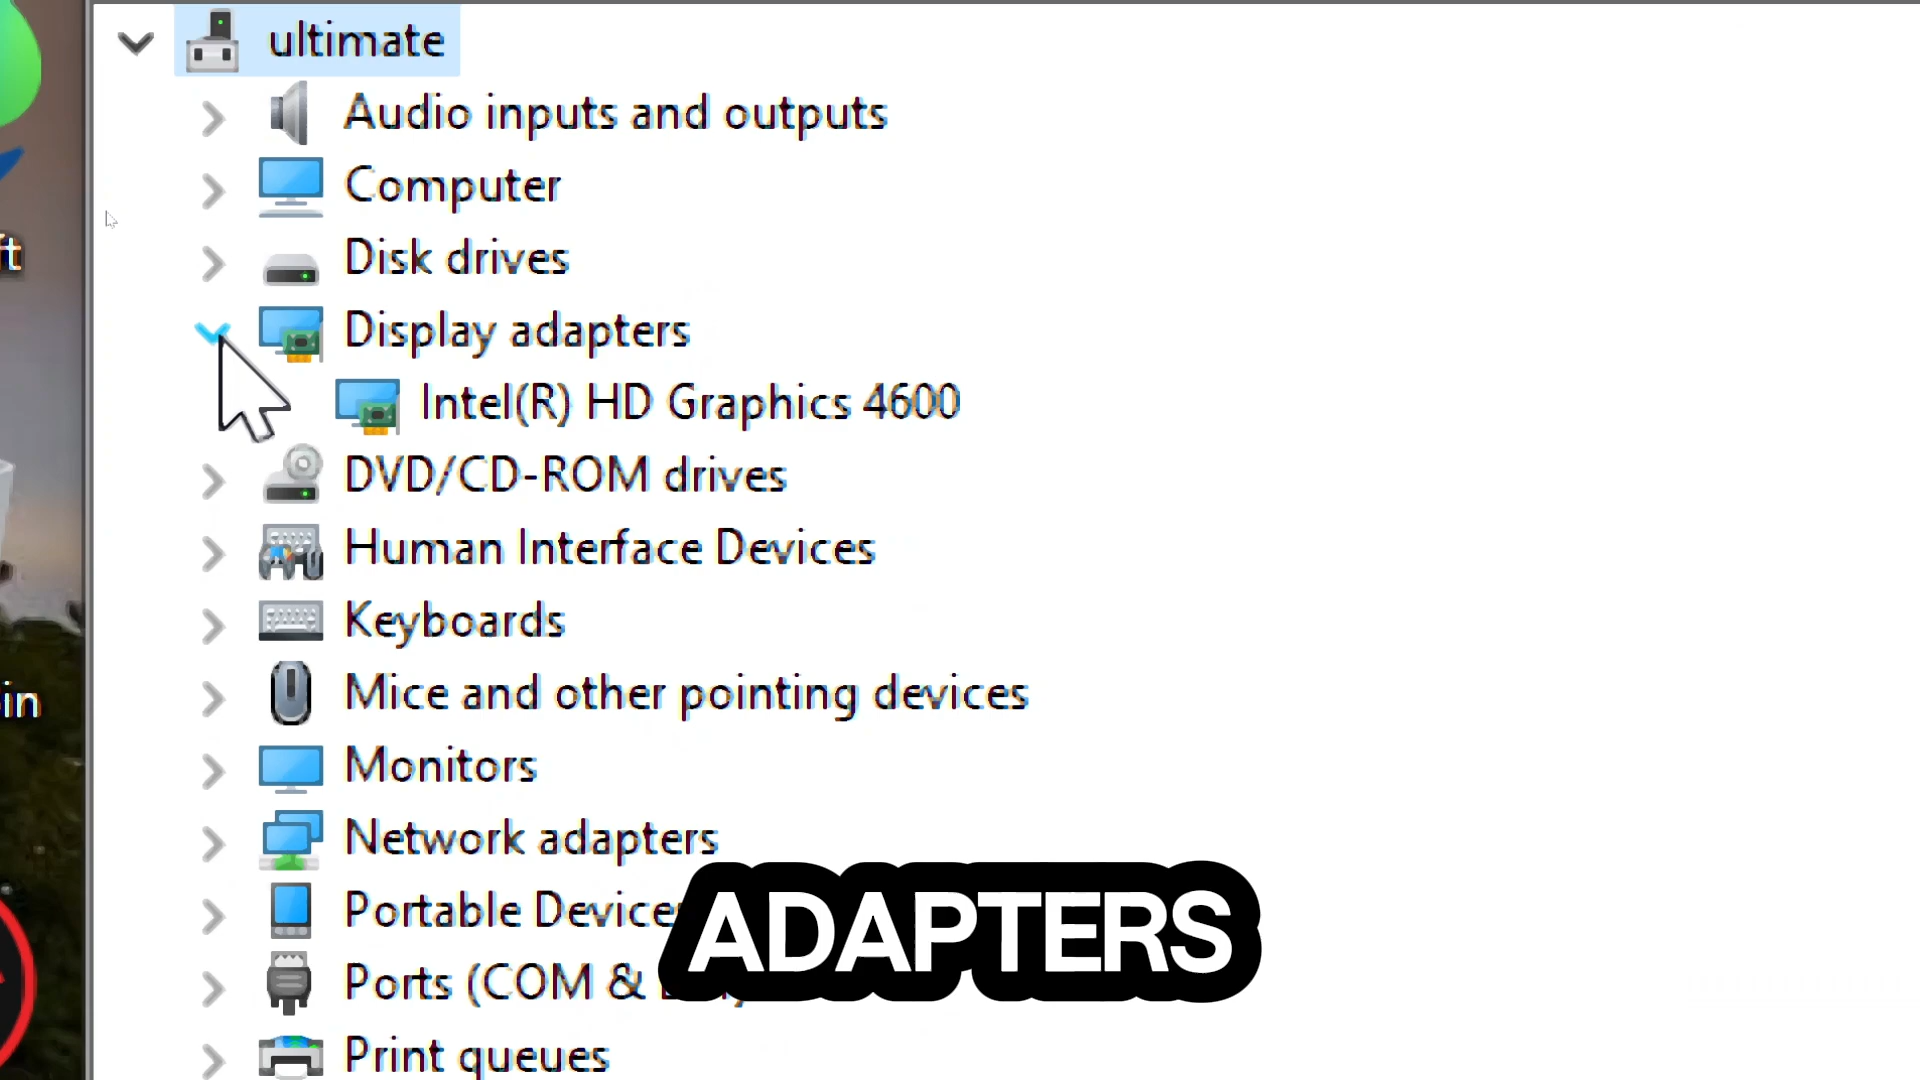 ultimate
Audio inputs and outputs
Computer
Disk drives
Display adapters
Intel(R) HD Graphics 4600
DVD/CD-ROM drives
Human Interface Devices
Keyboards
Mice and other pointing devices
Monitors
Network adapters
Portable Devices
ADAPTERS
Ports (COM &
Print queues